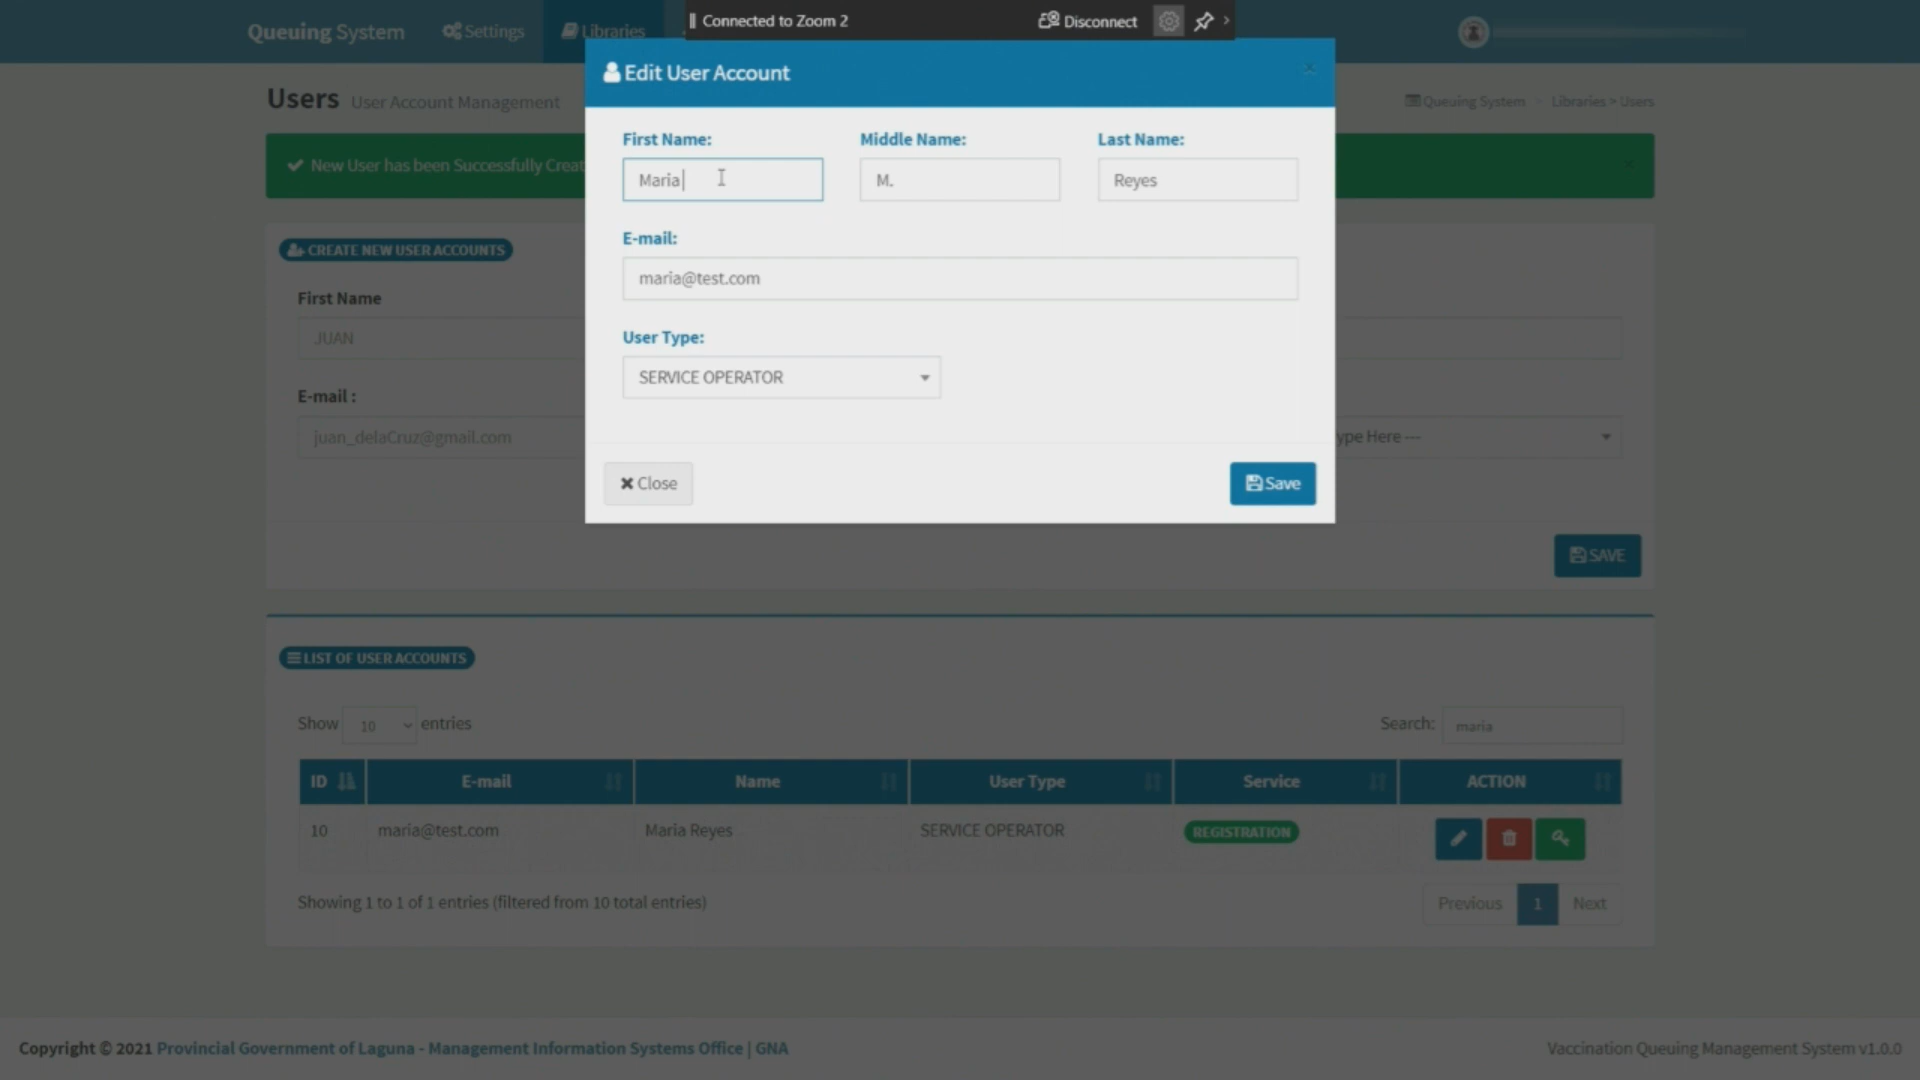 Connected to Zoom 2
Disconnect
Queuing System
Settings
Libraries
Edit User Account
Users User Account Management
Queuing System
Libraries > Users
New User has been Successfully
First Name:
Middle Name:
Last Name:
Maria
M.
Reyes
E-mail:
maria@test.com
User Type:
SERVICE OPERATOR
Close
Save
CREATE NEW USER ACCOUNTS
First Name
JUAN
E-mail :
juan_delaCruz@gmail.com
Here ---
SAVE
LIST OF USER ACCOUNTS
Show 10 entries
Search: maria
ID E-mail Name User Type Service ACTION
10 maria@test.com Maria Reyes SERVICE OPERATOR REGISTRATION
Showing 1 to 1 of 1 entries (filtered from 10 total entries)
Previous 1 Next
Copyright © 2021 Provincial Government of Laguna - Management Information Systems Office | GNA
Vaccination Queuing Management System v1.0.0